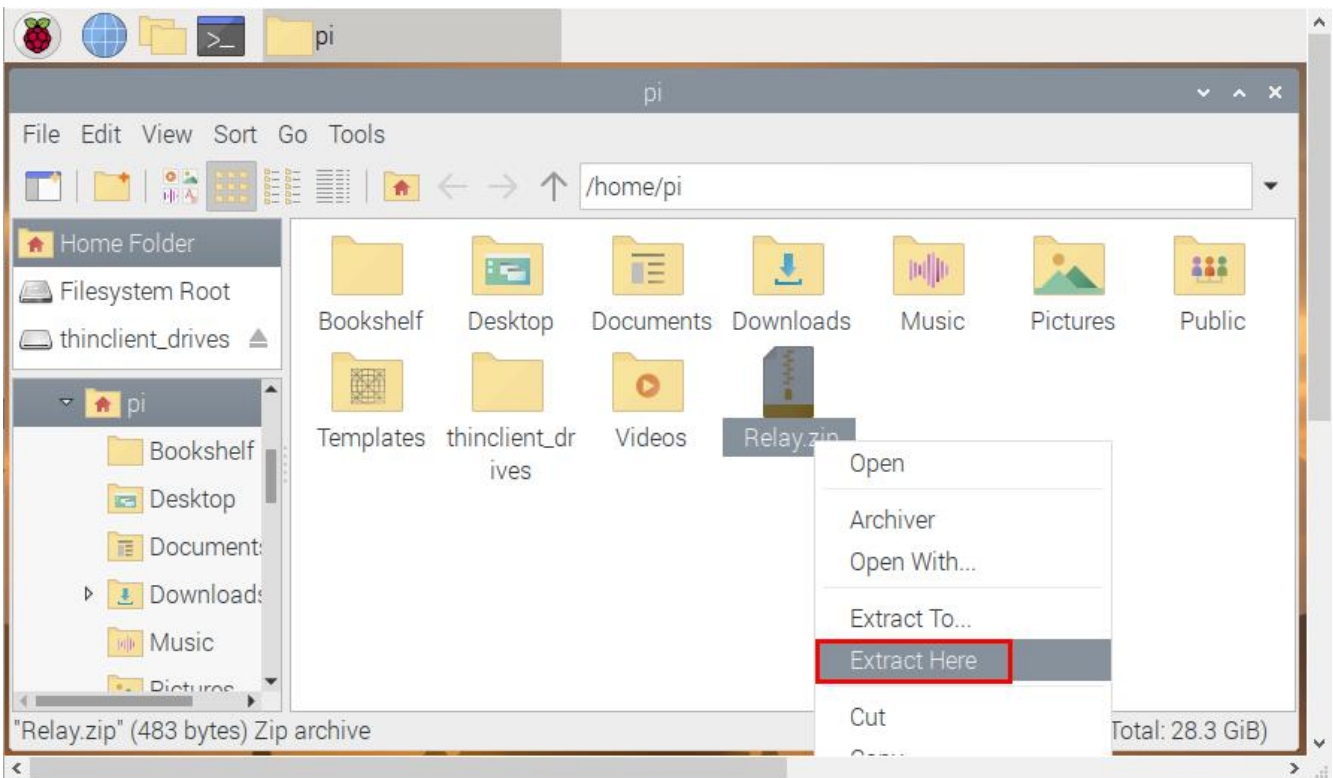 pi
pi
File Edit View Sort Go Tools
/home/pi
Home Folder
Filesystem Root
thinclient_drives
pi
Bookshelf
Desktop
Documents
Downloads
Music
Pictures
Bookshelf Desktop Documents Downloads Music Pictures Public
Templates thinclient_dr Videos Relay.zip
ives
Open
Archiver
Open With...
Extract To...
Extract Here
Cut
Copy
"Relay.zip" (483 bytes) Zip archive
Total: 28.3 GiB)